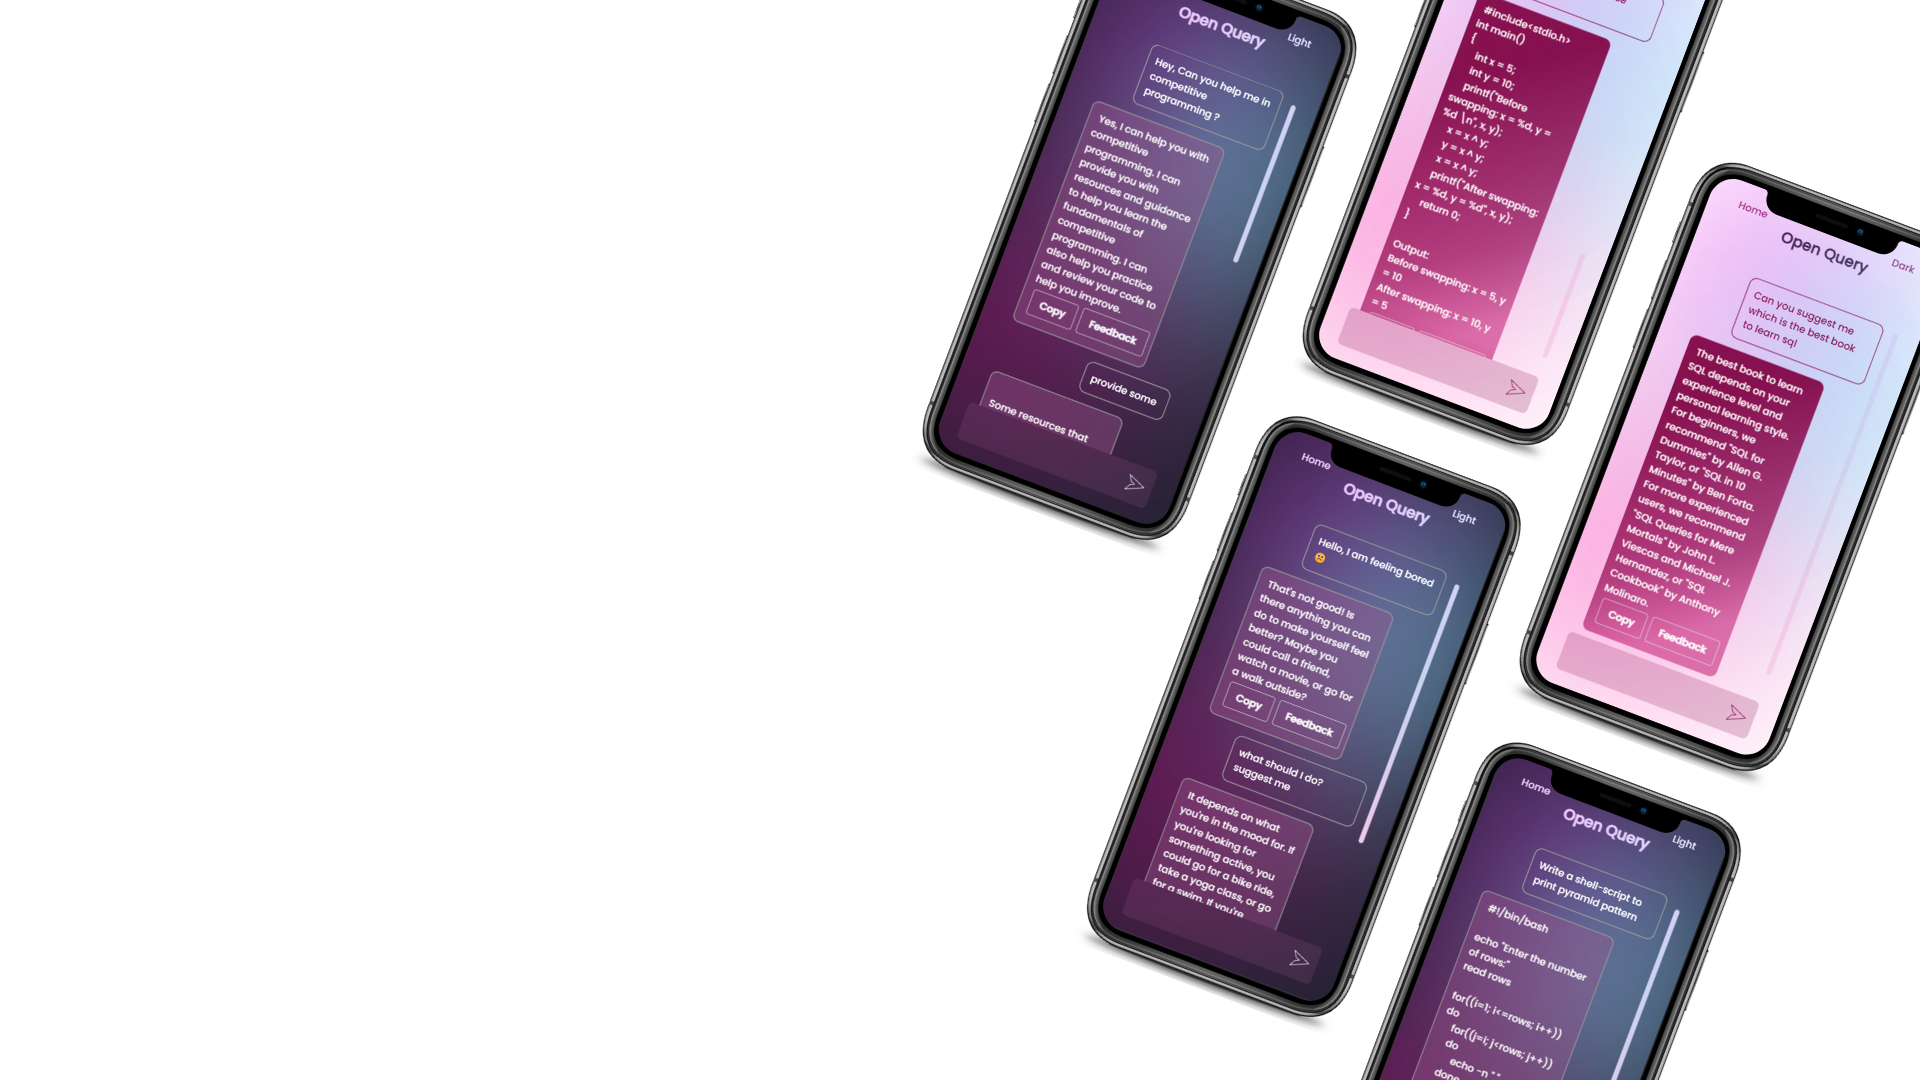 Open Query
Light
Hey, Can you help me in
competitive
programming ?
Yes, I can help you with
competitive
programming. I can
provide you with
resources and guidance
to help you learn the
fundamentals of
competitive
programming. I can
also help you practice
and review your code to
help you improve.
Copy
Feedback
provide some
Some resources that
#include<stdio.h>
int main()
{
int x = 5;
int y = 10;
printf("Before
swapping: x = %d, y =
%d \n", x, y);
x = x ^ y;
y = x ^ y;
x = x ^ y;
printf("After swapping:
x = %d, y = %d", x, y);
return 0;
}
Output:
Before swapping: x = 5, y
= 10
After swapping: x = 10, y
= 5
Home
Open Query
Dark
Can you suggest me
which is the best book
to learn sql
The best book to learn
SQL depends on your
experience level and
personal learning style.
For beginners, we
recommend "SQL for
Dummies" by Allen G.
Taylor, or "SQL in 10
Minutes" by Ben Forta.
For more experienced
users, we recommend
"SQL Queries for Mere
Mortals" by John L.
Viescas and Michael J.
Hernandez, or "SQL
Cookbook" by Anthony
Molinaro.
Copy
Feedback
Home
Open Query
Light
Hello, I am feeling bored
😕
That's not good! Is
there anything you can
do to make yourself feel
better? Maybe you
could call a friend,
watch a movie, or go for
a walk outside?
Copy
Feedback
what should I do?
suggest me
It depends on what
you're in the mood for. If
you're looking for
something active, you
could go for a bike ride,
take a yoga class, or go
for a swim. If you're
Home
Open Query
Light
Write a shell-script to
print pyramid pattern
#!/bin/bash
echo "Enter the number
of rows:"
read rows
for((i=1; i<=rows; i++))
do
for((j=i; j<rows; j++))
do
echo -n " "
done